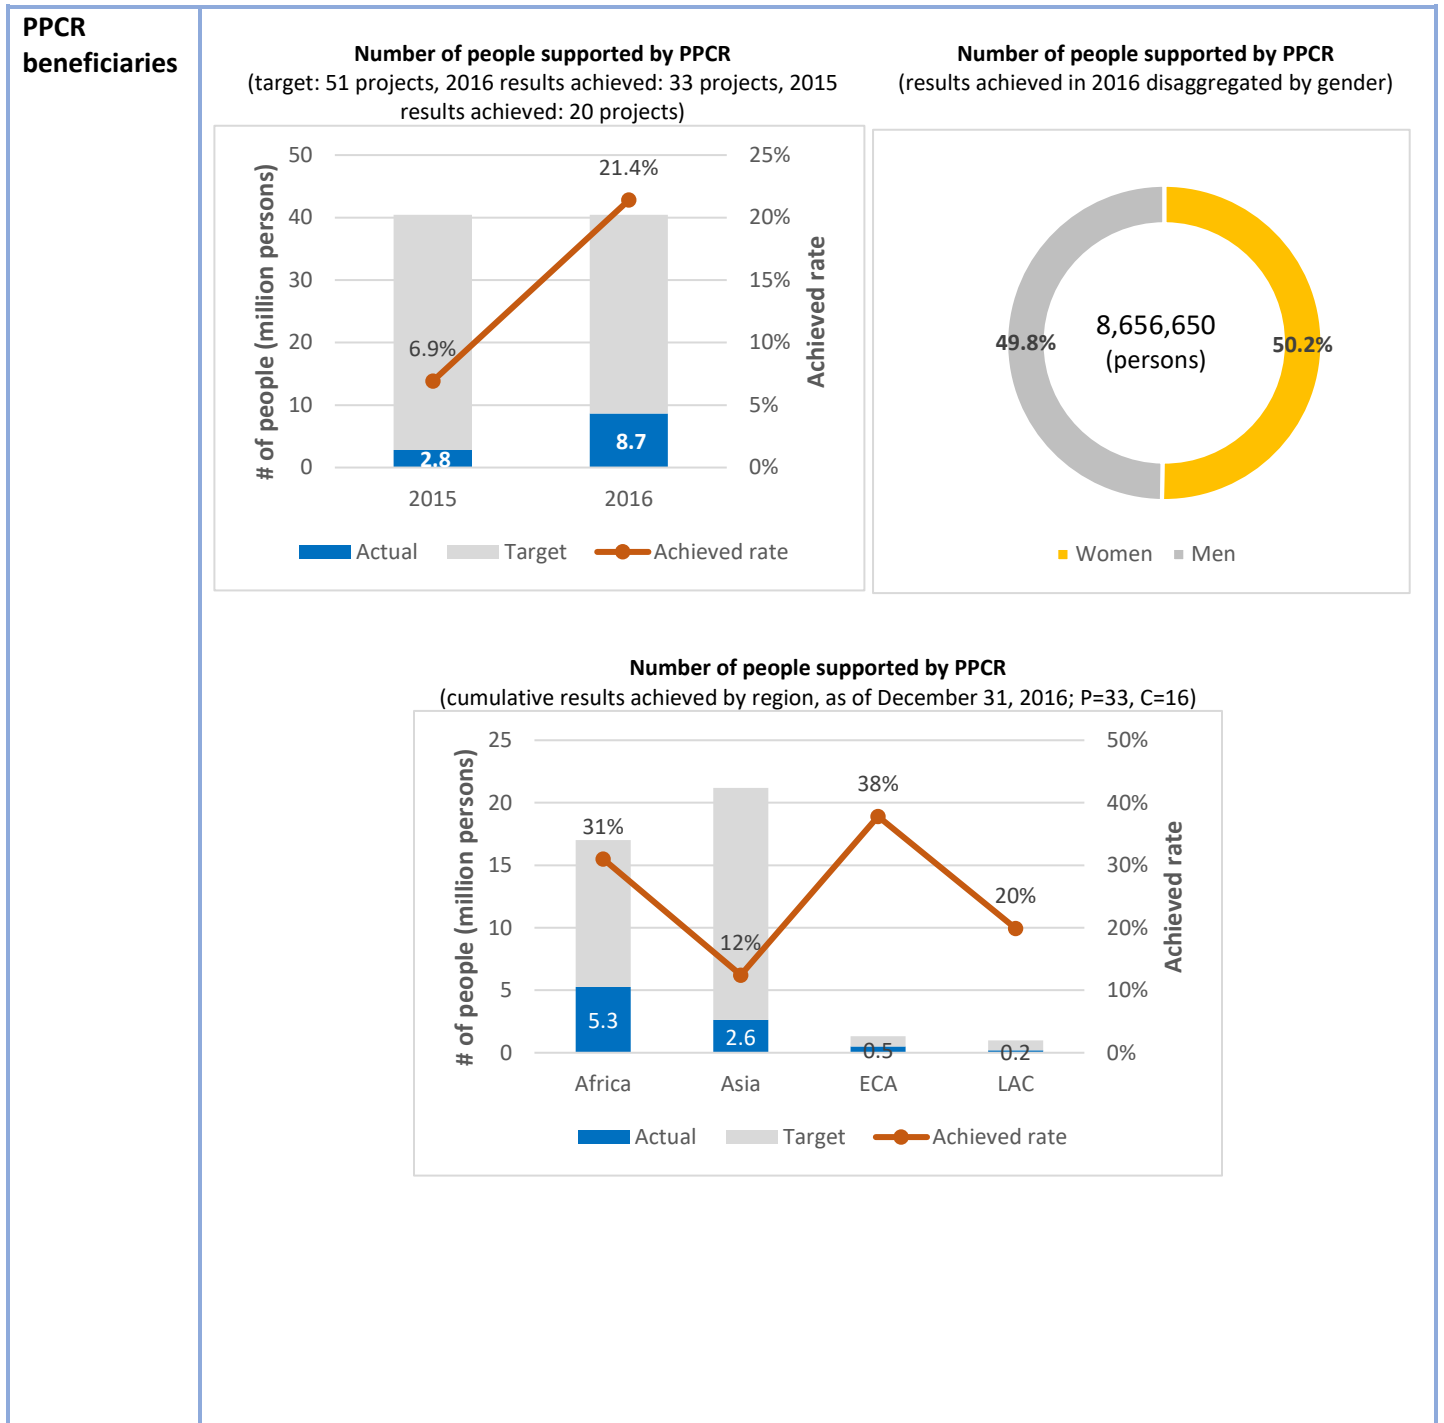 PPCR
beneficiaries
Number of people supported by PPCR
(target: 51 projects, 2016 results achieved: 33 projects, 2015
results achieved: 20 projects)
# of people (million persons)
50
40
30
20
10
0
25%
20%
15%
10%
5%
0%
Achieved rate
6.9%
21.4%
2.8
8.7
2015
2016
Actual
Target
Achieved rate
Number of people supported by PPCR
(results achieved in 2016 disaggregated by gender)
8,656,650
(persons)
49.8%
50.2%
Women
Men
Number of people supported by PPCR
(cumulative results achieved by region, as of December 31, 2016; P=33, C=16)
# of people (million persons)
25
20
15
10
5
0
50%
40%
30%
20%
10%
0%
Achieved rate
31%
12%
38%
20%
5.3
2.6
0.5
0.2
Africa
Asia
ECA
LAC
Actual
Target
Achieved rate